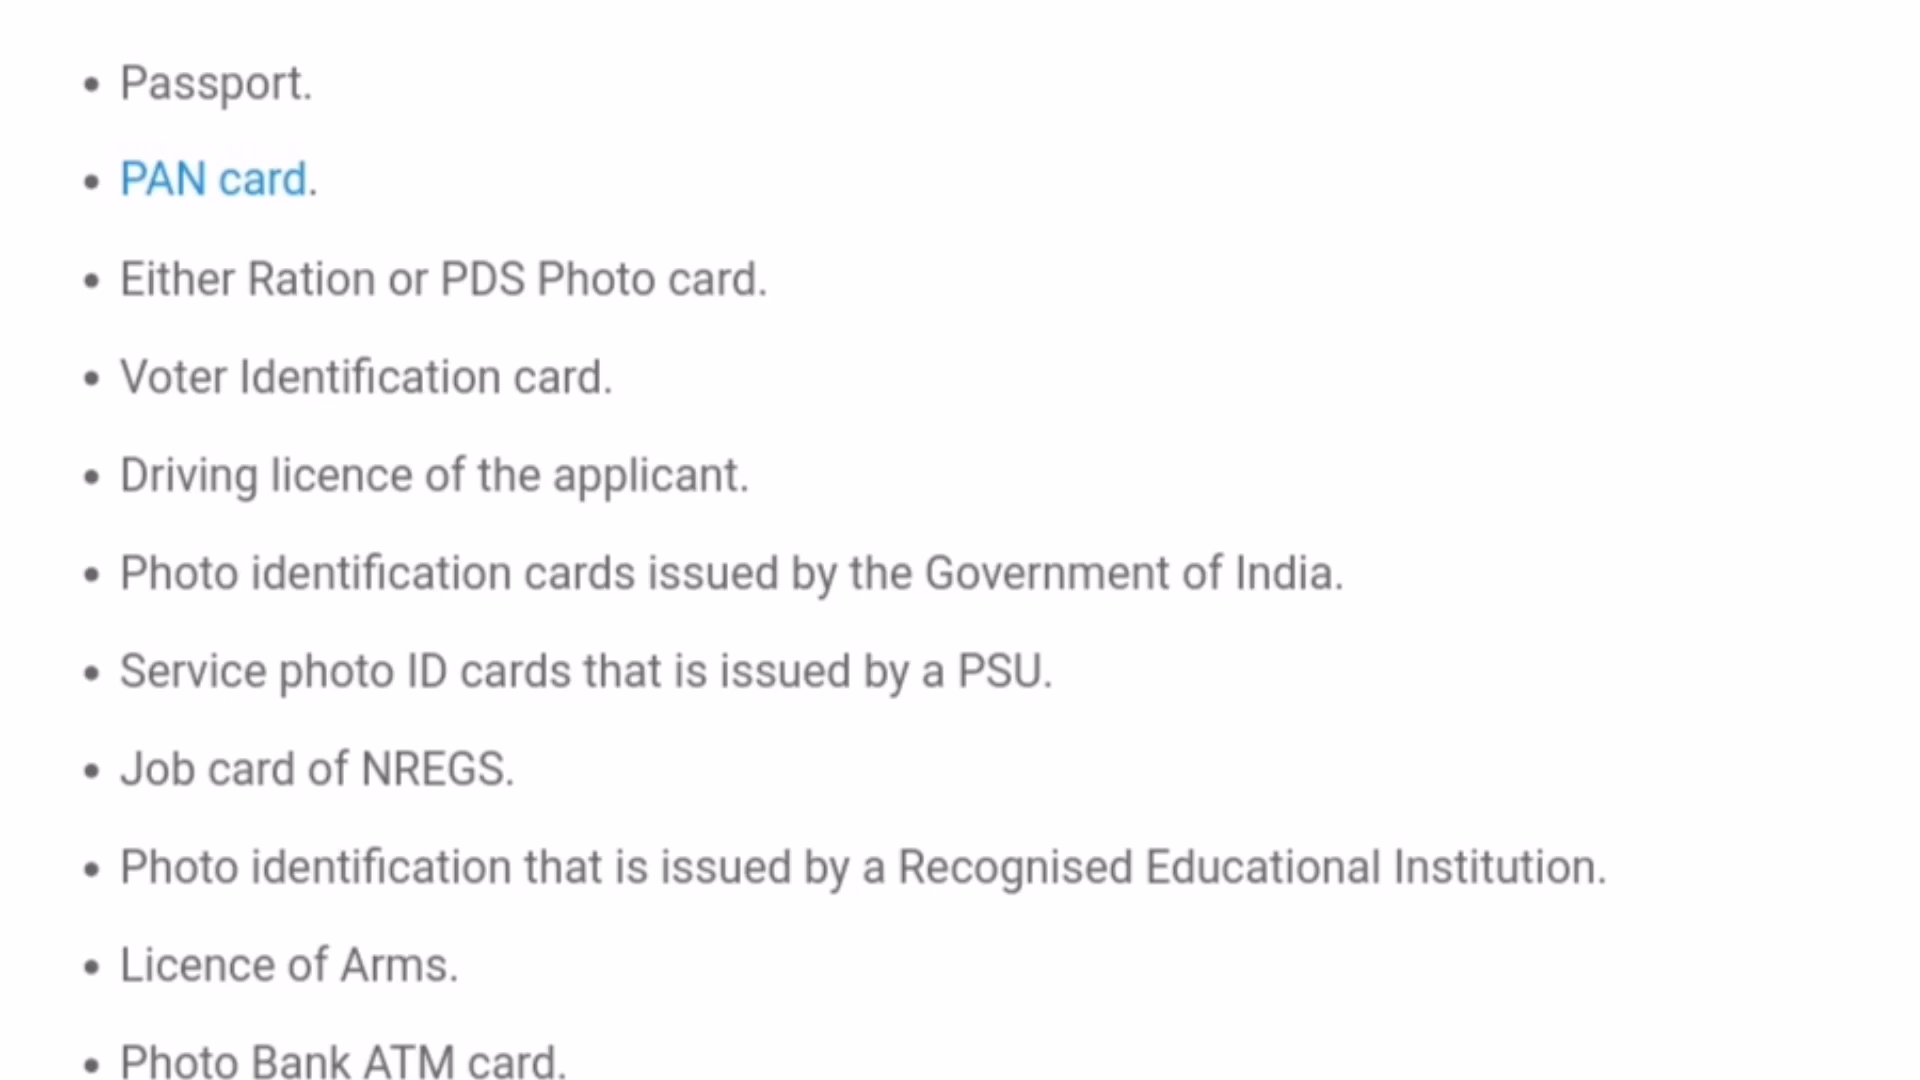 • Passport.
• PAN card.
• Either Ration or PDS Photo card.
• Voter Identification card.
• Driving licence of the applicant.
• Photo identification cards issued by the Government of India.
• Service photo ID cards that is issued by a PSU.
• Job card of NREGS.
• Photo identification that is issued by a Recognised Educational Institution.
• Licence of Arms.
• Photo Bank ATM card.